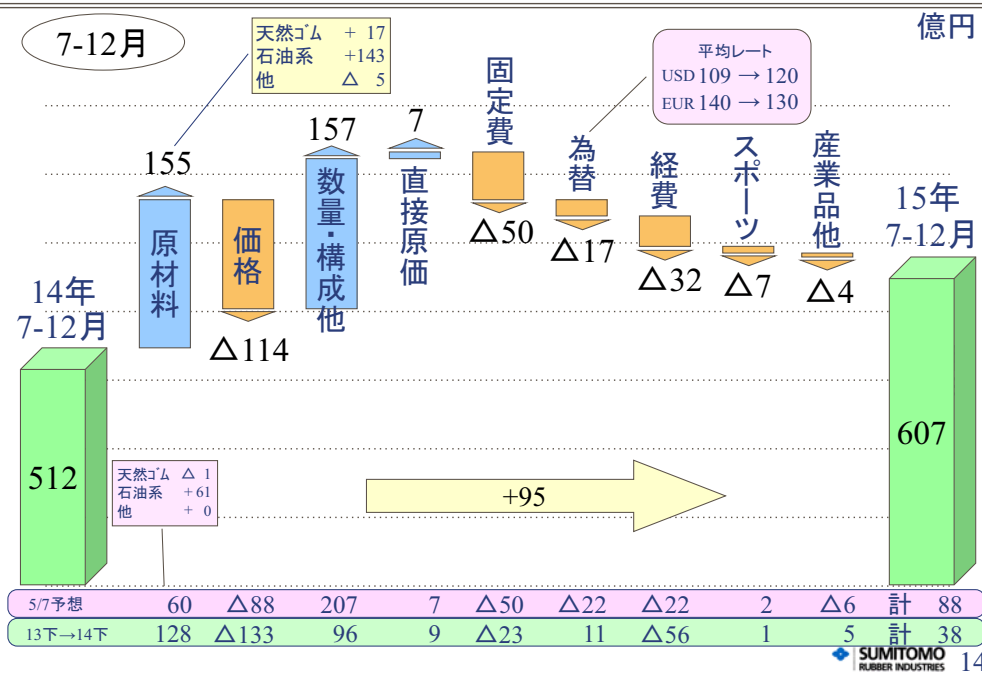 億円
7-12月
天然ゴム + 17
石油系 +143
他 △ 5
平均レート
USD 109 → 120
EUR 140 → 130
155
原材料
価格
△114
157
数量・構成他
7
直接原価
固定費
△50
為替
△17
経費
△32
スポーツ
△7
産業品他
△4
14年
7-12月
512
15年
7-12月
607
天然ゴム △ 1
石油系 +61
他 + 0
+95
5/7予想 60 △88 207 7 △50 △22 △22 2 △6 計 88
13下→14下 128 △133 96 9 △23 11 △56 1 5 計 38
SUMITOMO
RUBBER INDUSTRIES
14